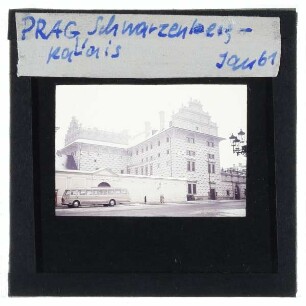 PRAG Schwarzenberg-
palais Jan 61